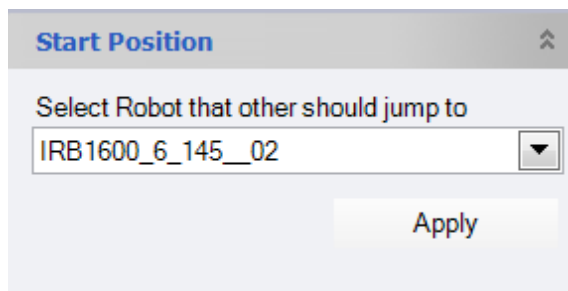 Start Position
Select Robot that other should jump to
IRB1600_6_145__02
Apply